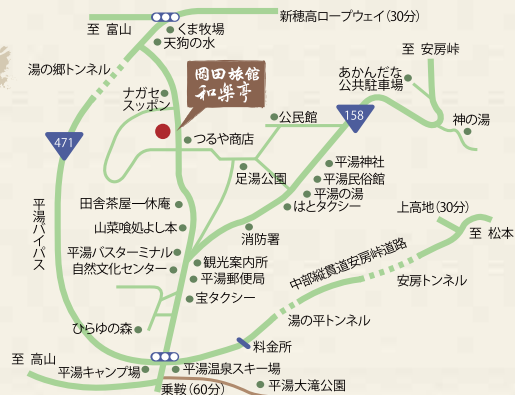 新穂高ロープウェイ(30分)
至 富山
くま牧場
天狗の水
至 安房峠
湯の郷トンネル
岡田旅館
和楽亭
あかんだな
公共駐車場
ナガセ
スッポン
公民館
158
神の湯
471
つるや商店
平湯神社
足湯公園
平湯民俗館
平湯の湯
はとタクシー
田舎茶屋一休庵
上高地(30分)
平湯バイパス
山菜喰処よし本
消防署
至 松本
平湯バスターミナル
中部縦貫道安房峠道路
自然文化センター
観光案内所
平湯郵便局
安房トンネル
宝タクシー
湯の平トンネル
ひらゆの森
料金所
至 高山
平湯キャンプ場
平湯温泉スキー場
乗鞍(60分)
平湯大滝公園